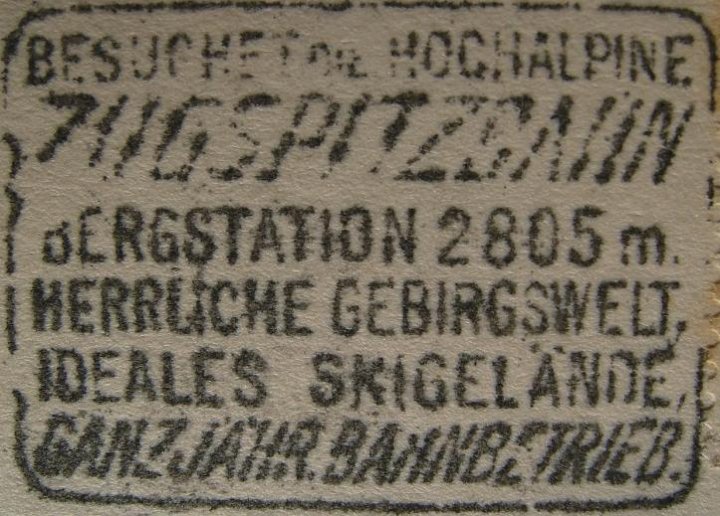 BESUCHET DIE HOCHALPINE
ZUGSPITZBAHN
BERGSTATION 2805 m.
HERRLICHE GEBIRGSWELT,
IDEALES SKIGELÄNDE,
GANZJÄHR. BAHNBETRIEB.